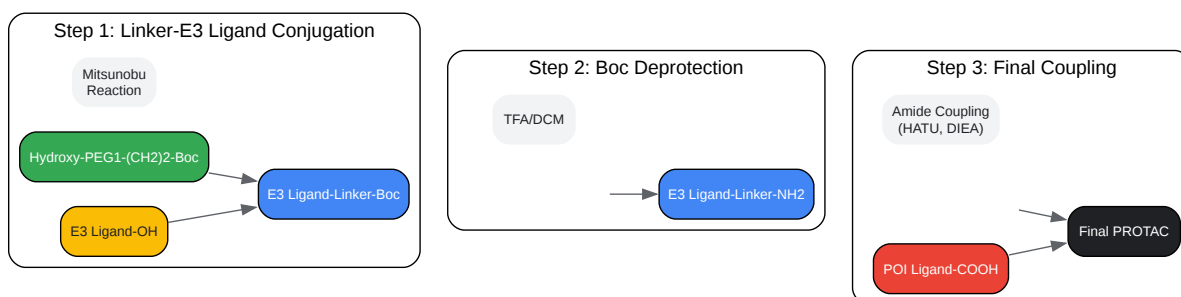 Step 1: Linker-E3 Ligand Conjugation
Mitsunobu
Reaction
Hydroxy-PEG1-(CH2)2-Boc
E3 Ligand-Linker-Boc
E3 Ligand-OH
Step 2: Boc Deprotection
TFA/DCM
E3 Ligand-Linker-NH2
Step 3: Final Coupling
Amide Coupling
(HATU, DIEA)
Final PROTAC
POI Ligand-COOH